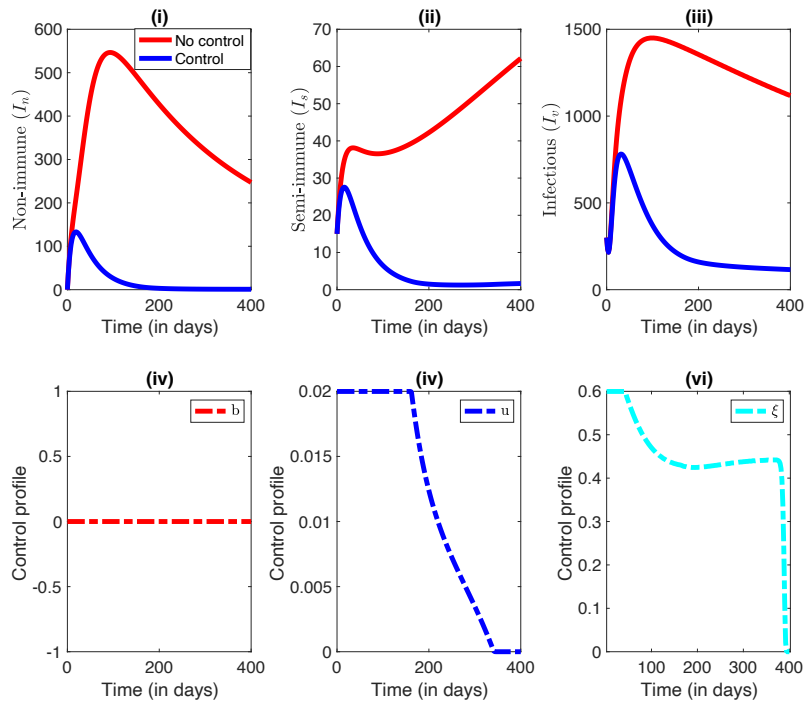 (i)
Non-immune (I_n)
600
500
400
300
200
100
0
0 200 400
Time (in days)
No control
Control
(ii)
Semi-immune (I_s)
70
60
50
40
30
20
10
0
0 200 400
Time (in days)
(iii)
Infectious (I_v)
1500
1000
500
0
0 200 400
Time (in days)
(iv)
Control profile
1
0.5
0
-0.5
-1
0 200 400
Time (in days)
b
(iv)
Control profile
0.02
0.015
0.01
0.005
0
0 200 400
Time (in days)
u
(vi)
Control profile
0.6
0.5
0.4
0.3
0.2
0.1
0
100 200 300 400
Time (in days)
ξ